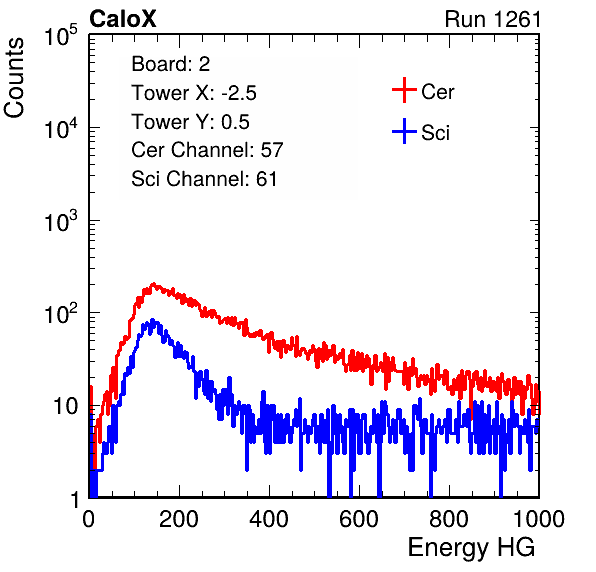 CaloX Run 1261
Counts
Board: 2
Tower X: -2.5
Tower Y: 0.5
Cer Channel: 57
Sci Channel: 61
Cer
Sci
10^5
10^4
10^3
10^2
10
1
0 200 400 600 800 1000
Energy HG